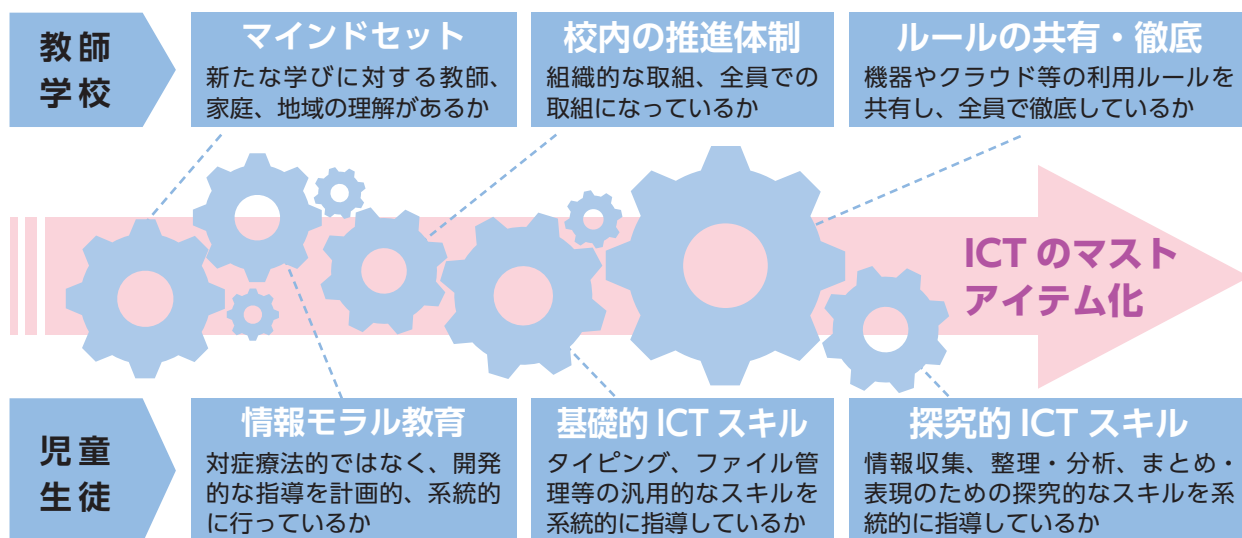 教師
学校
マインドセット
新たな学びに対する教師、
家庭、地域の理解があるか
校内の推進体制
組織的な取組、全員での
取組になっているか
ルールの共有・徹底
機器やクラウド等の利用ルールを
共有し、全員で徹底しているか
ICT のマスト
アイテム化
児童
生徒
情報モラル教育
対症療法的ではなく、開発
的な指導を計画的、系統的
に行っているか
基礎的 ICT スキル
タイピング、ファイル管
理等の汎用的なスキルを
系統的に指導しているか
探究的 ICT スキル
情報収集、整理・分析、まとめ・
表現のための探究的なスキルを系
統的に指導しているか